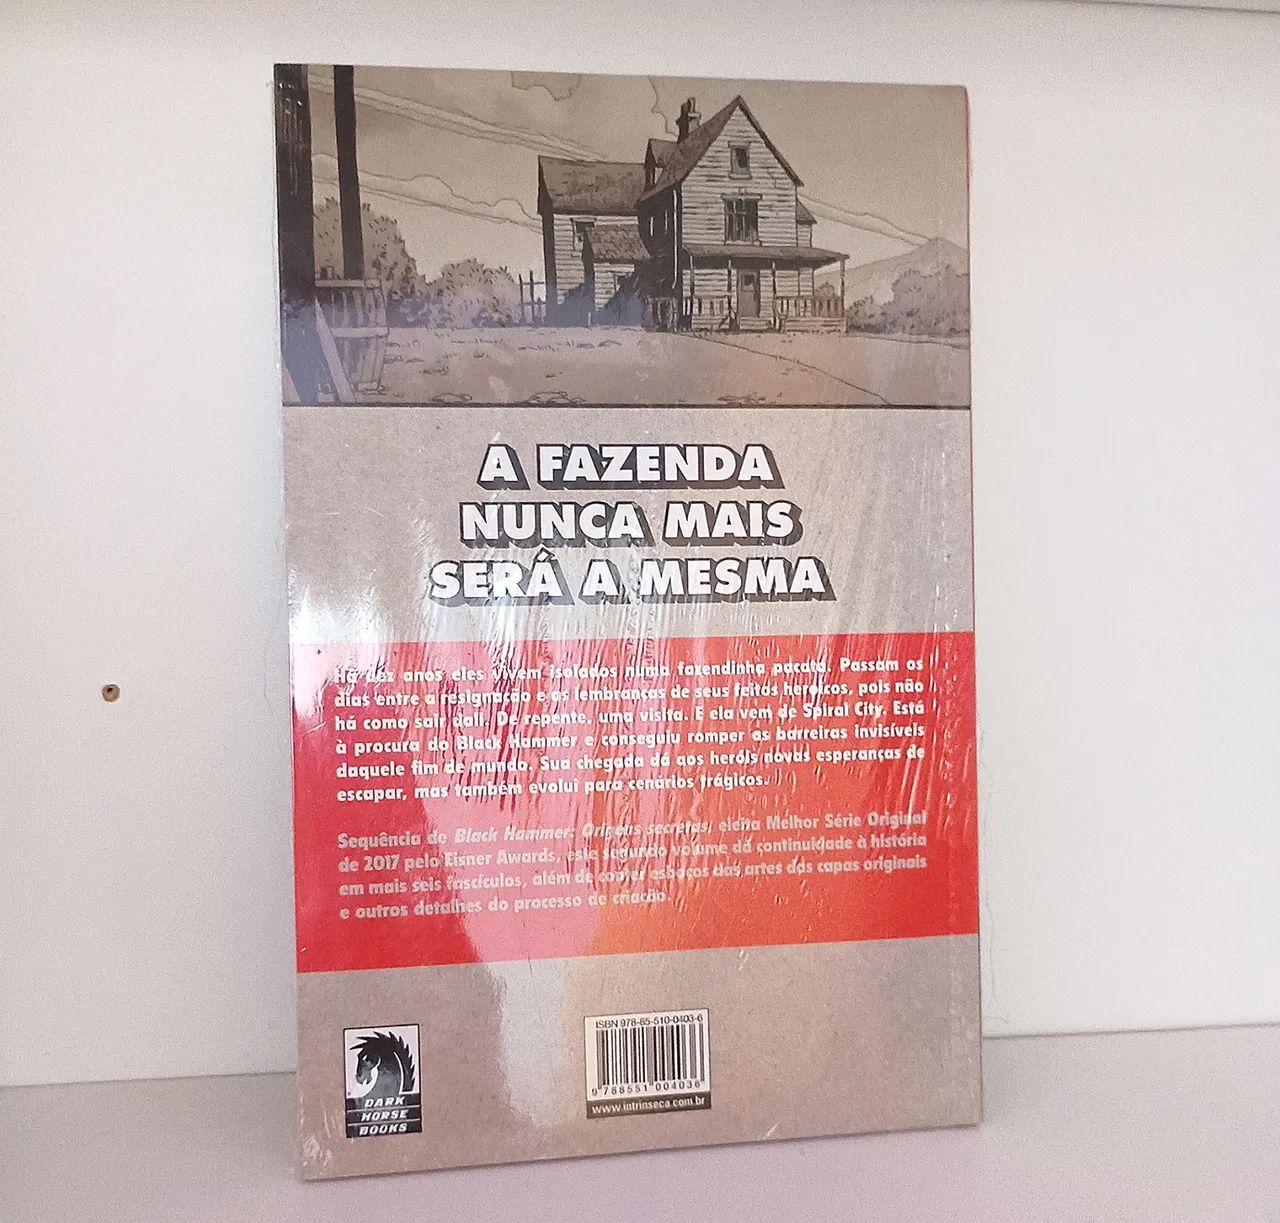 A FAZENDA
NUNCA MAIS
SERÁ A MESMA
Há dez anos eles vivem isolados numa fazendinha pacata. Passam os
dias entre a resignação e as lembranças de seus feitos heroicos, pois não
há como sair dali. De repente, uma visita. E ela vem de Spiral City. Está
à procura do Black Hammer e conseguiu romper as barreiras invisíveis
daquele fim de mundo. Sua chegada dá aos heróis novas esperanças de
escapar, mas também evolui para cenários trágicos.
Sequência de Black Hammer: Origens secretas, eleita Melhor Série Original
de 2017 pelo Eisner Awards, este segundo volume dá continuidade à história
em mais seis fascículos, além de conter esboços das artes das capas originais
e outros detalhes do processo de criação.
DARK
HORSE
BOOKS
ISBN 978-85-510-0403-6
9 788551 004036
www.intrinseca.com.br